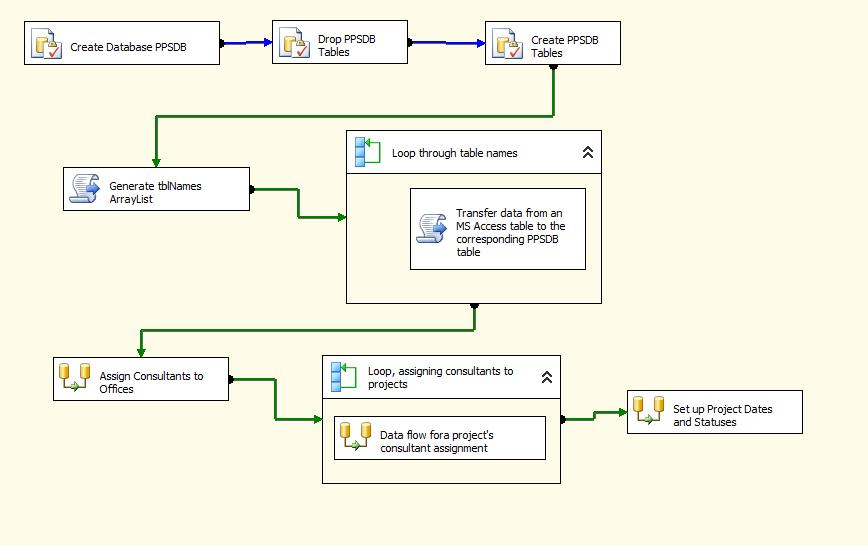 Create Database PPSDB
Drop PPSDB
Tables
Create PPSDB
Tables
Generate tblNames
ArrayList
Loop through table names
Transfer data from an
MS Access table to the
corresponding PPSDB
table
Assign Consultants to
Offices
Loop, assigning consultants to
projects
Data flow fora project's
consultant assignment
Set up Project Dates
and Statuses